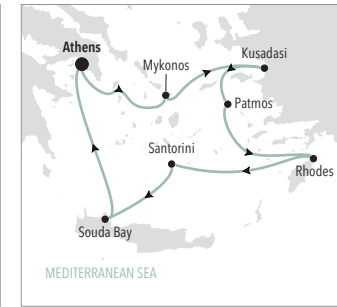 Athens
Kusadasi
Mykonos
Patmos
Santorini
Rhodes
Souda Bay
MEDITERRANEAN SEA